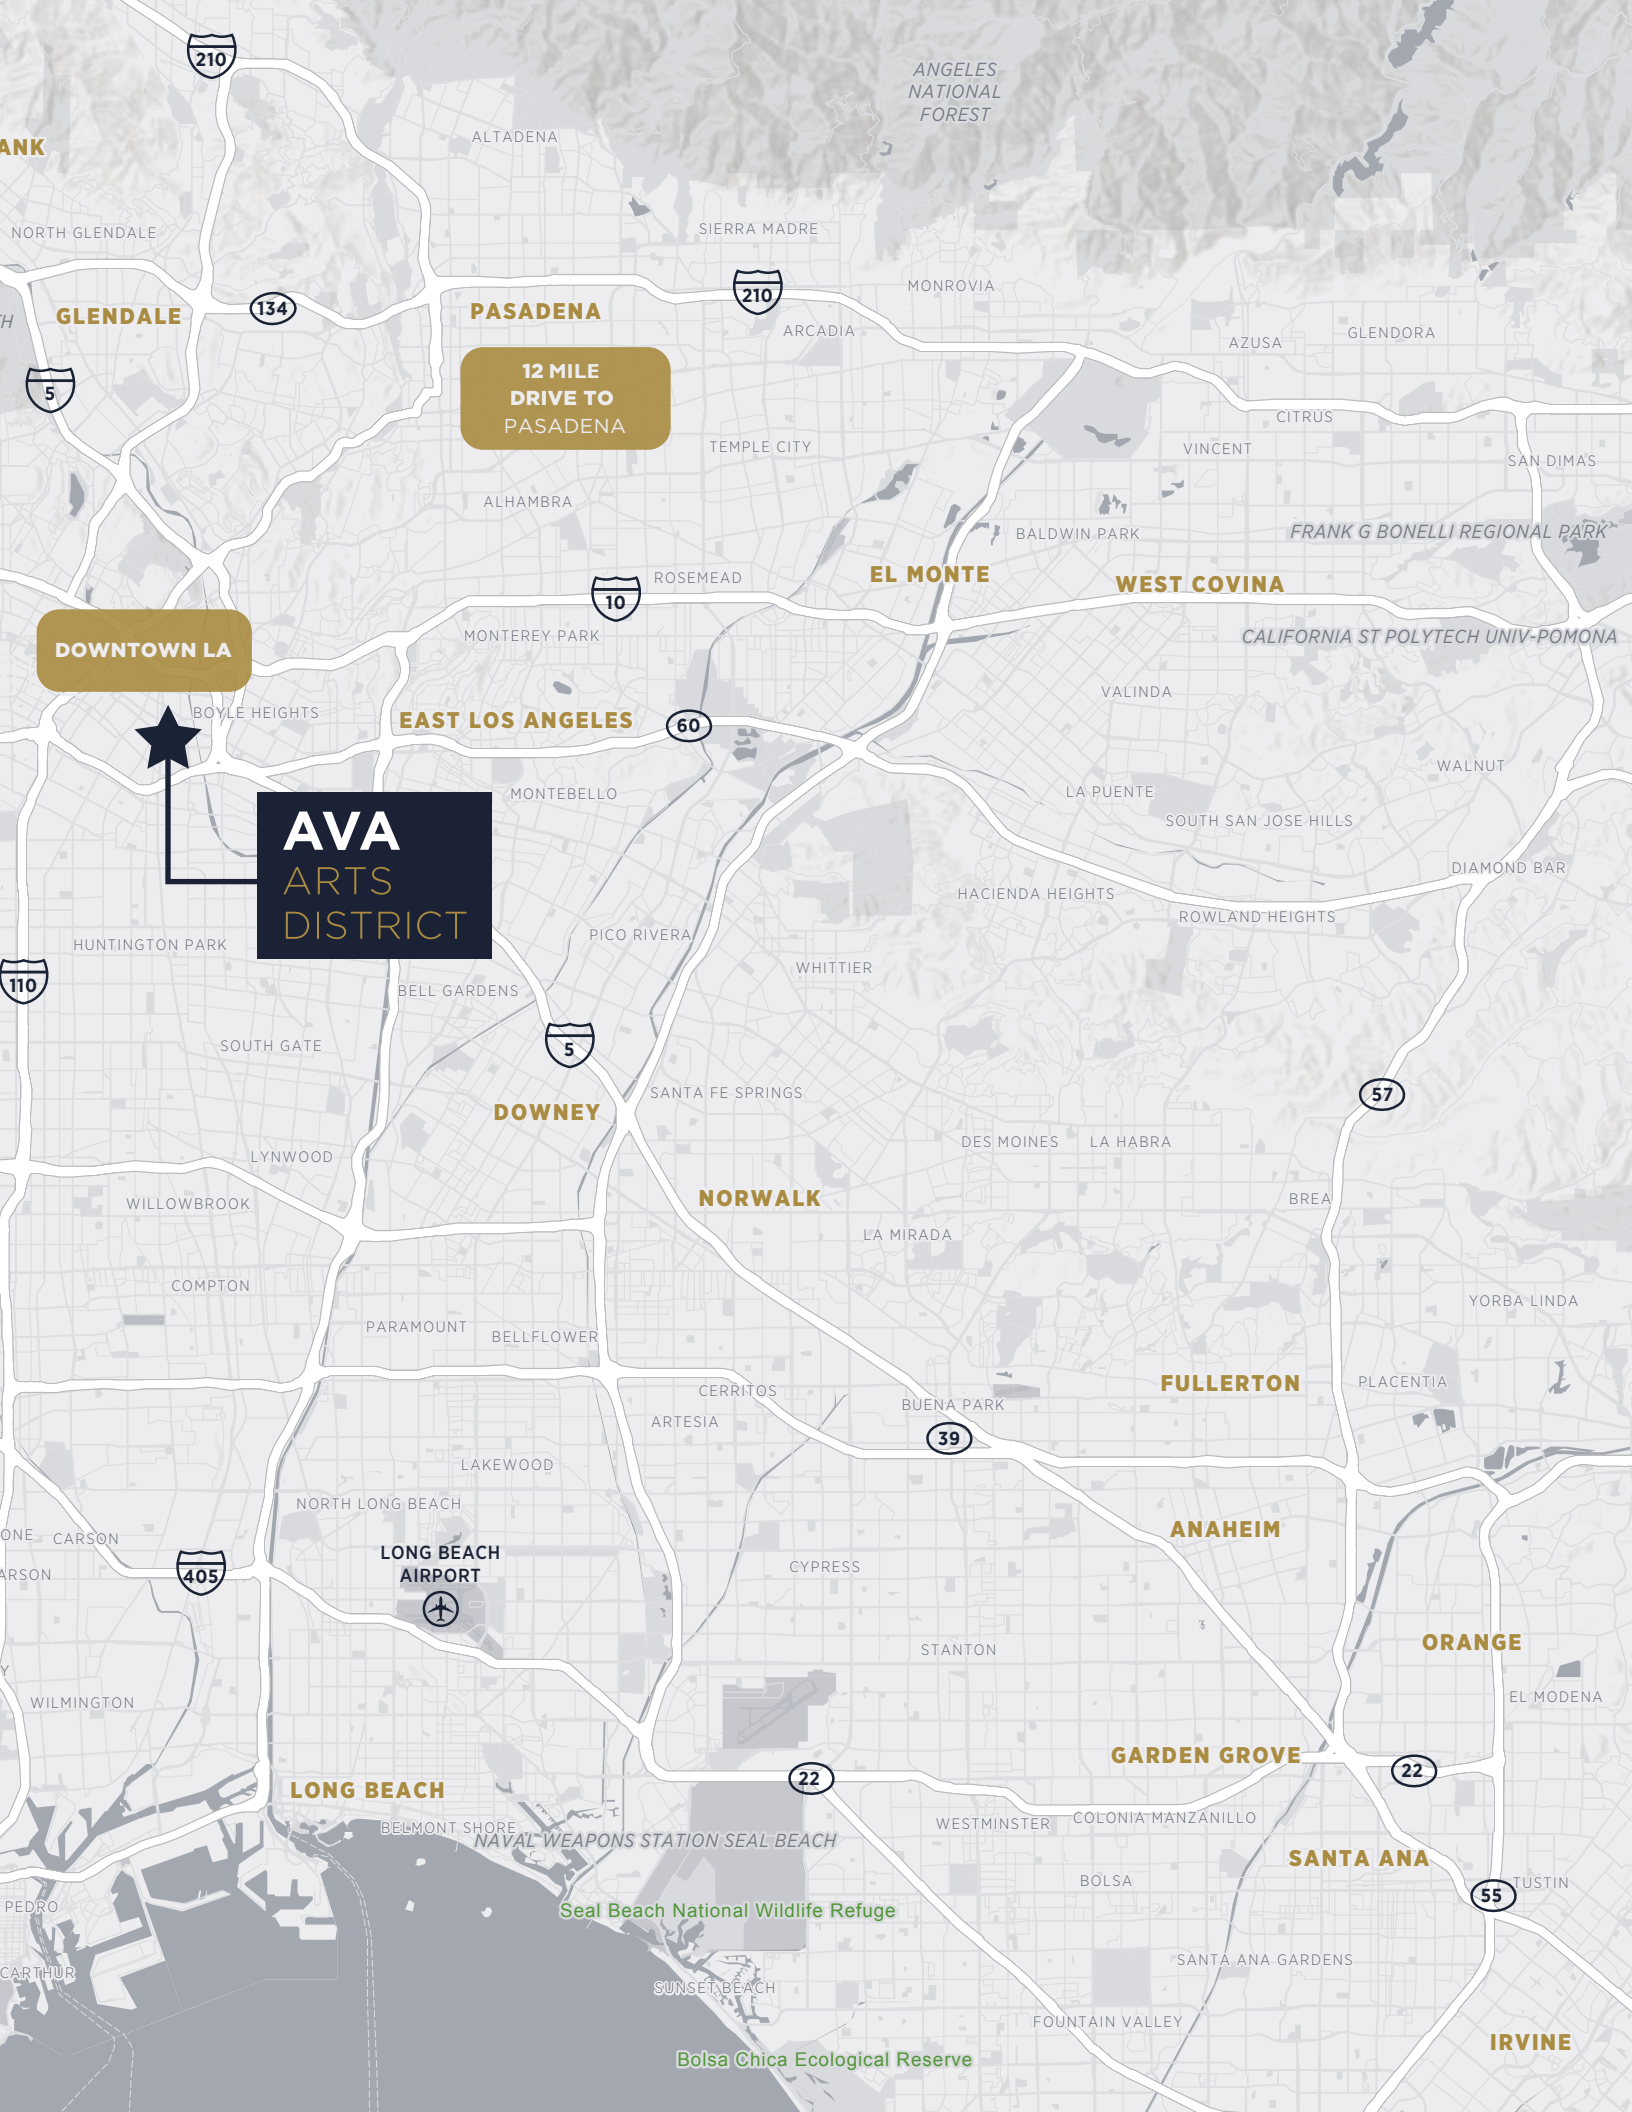 210
ANGELES
NATIONAL
FOREST
ALTADENA
ANK
NORTH GLENDALE
SIERRA MADRE
MONROVIA
210
134
GLENDALE
PASADENA
TH
ARCADIA
AZUSA
GLENDORA
5
12 MILE
DRIVE TO
PASADENA
CITRUS
TEMPLE CITY
VINCENT
SAN DIMAS
ALHAMBRA
BALDWIN PARK
FRANK G BONELLI REGIONAL PARK
ROSEMEAD
EL MONTE
WEST COVINA
10
MONTEREY PARK
CALIFORNIA ST POLYTECH UNIV-POMONA
DOWNTOWN LA
VALINDA
BOYLE HEIGHTS
EAST LOS ANGELES
60
WALNUT
MONTEBELLO
LA PUENTE
SOUTH SAN JOSE HILLS
AVA
ARTS
DISTRICT
DIAMOND BAR
HACIENDA HEIGHTS
ROWLAND HEIGHTS
HUNTINGTON PARK
PICO RIVERA
WHITTIER
110
BELL GARDENS
SOUTH GATE
5
SANTA FE SPRINGS
57
DOWNEY
DES MOINES
LA HABRA
LYNWOOD
WILLOWBROOK
NORWALK
BREA
LA MIRADA
COMPTON
YORBA LINDA
PARAMOUNT
BELLFLOWER
FULLERTON
PLACENTIA
CERRITOS
BUENA PARK
ARTESIA
39
LAKEWOOD
NORTH LONG BEACH
ANAHEIM
ONE
CARSON
LONG BEACH
AIRPORT
CYPRESS
ARSON
405
STANTON
ORANGE
Y
WILMINGTON
EL MODENA
GARDEN GROVE
22
22
LONG BEACH
WESTMINSTER
COLONIA MANZANILLO
BELMONT SHORE
NAVAL WEAPONS STATION SEAL BEACH
SANTA ANA
BOLSA
TUSTIN
55
PEDRO
Seal Beach National Wildlife Refuge
SANTA ANA GARDENS
CARTHUR
SUNSET BEACH
FOUNTAIN VALLEY
IRVINE
Bolsa Chica Ecological Reserve